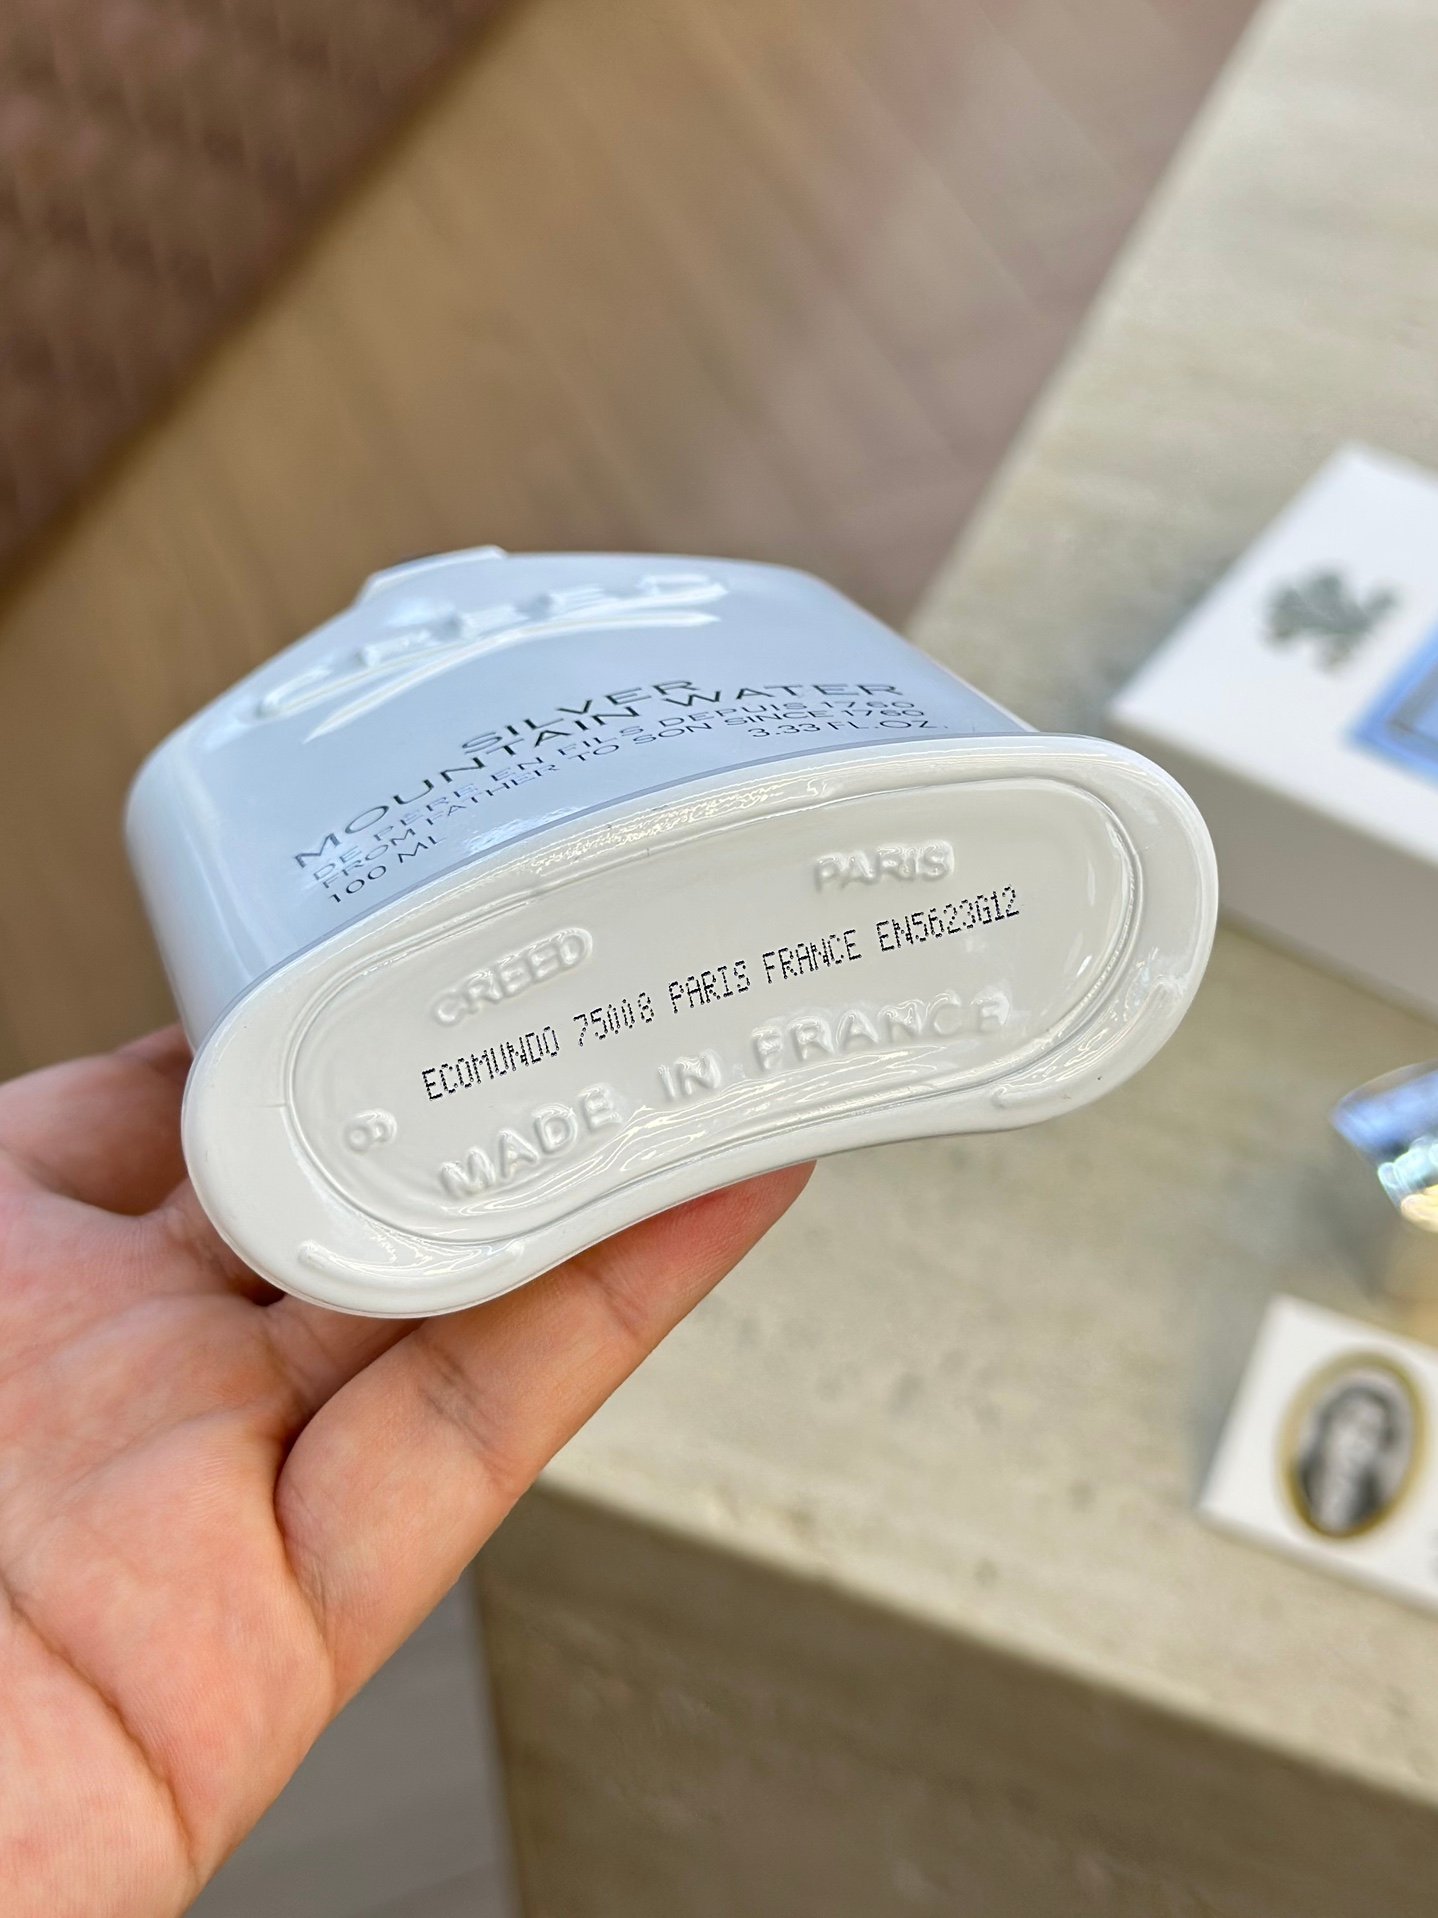 CREED
SILVER
MOUNTAIN WATER
DE PERE EN FILS DEPUIS 1760
FROM FATHER TO SON SINCE 1760
100 ML 3.33 FL.OZ.
CREED PARIS
ECOMUNDO 75008 PARIS FRANCE EN5623G12
MADE IN FRANCE
8